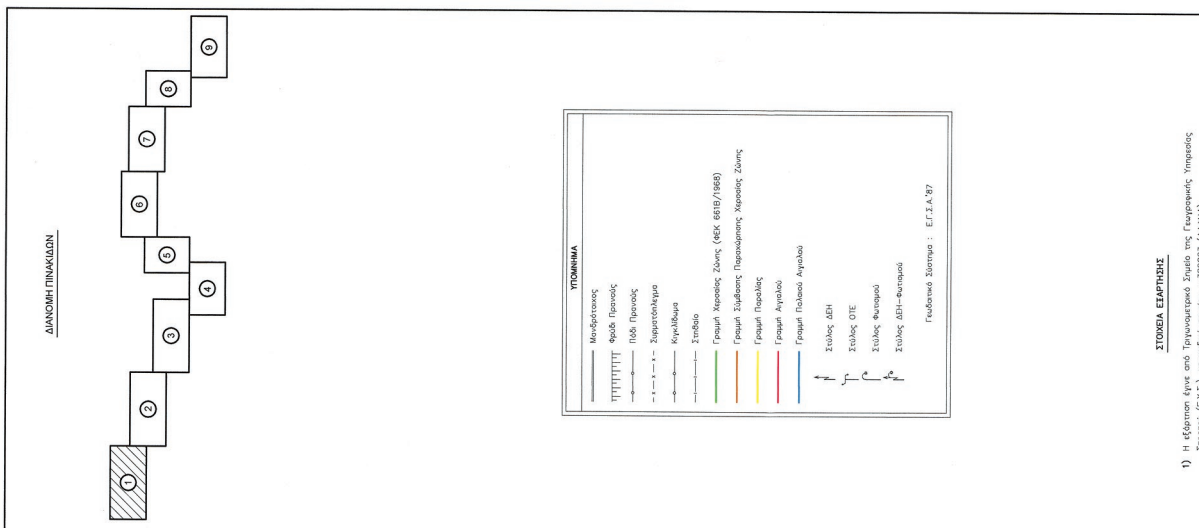 ΔΙΑΝΟΜΗ ΠΙΝΑΚΙΔΩΝ
1
2
3
4
5
6
7
8
9
ΥΠΟΜΝΗΜΑ
Μανδρότοιχος
Φρύδι Πρανούς
Πόδι Πρανούς
Συρματόπλεγμα
Κιγκλίδωμα
Στηθαίο
Γραμμή Χερσαίας Ζώνης (ΦΕΚ 661Β/1968)
Γραμμή Σύμβασης Παραχώρησης Χερσαίας Ζώνης
Γραμμή Παραλίας
Γραμμή Αιγιαλού
Γραμμή Παλαιού Αιγιαλού
Στύλος ΔΕΗ
Στύλος ΟΤΕ
Στύλος Φωτισμού
Στύλος ΔΕΗ-Φωτισμού
Γεωδαιτικό Σύστημα : Ε.Γ.Σ.Α.'87
ΣΤΟΙΧΕΙΑ ΕΞΑΡΤΗΣΗΣ
1) Η εξάρτηση έγινε από Τριγωνομετρικό Σημείο της Γεωγραφικής Υπηρεσίας